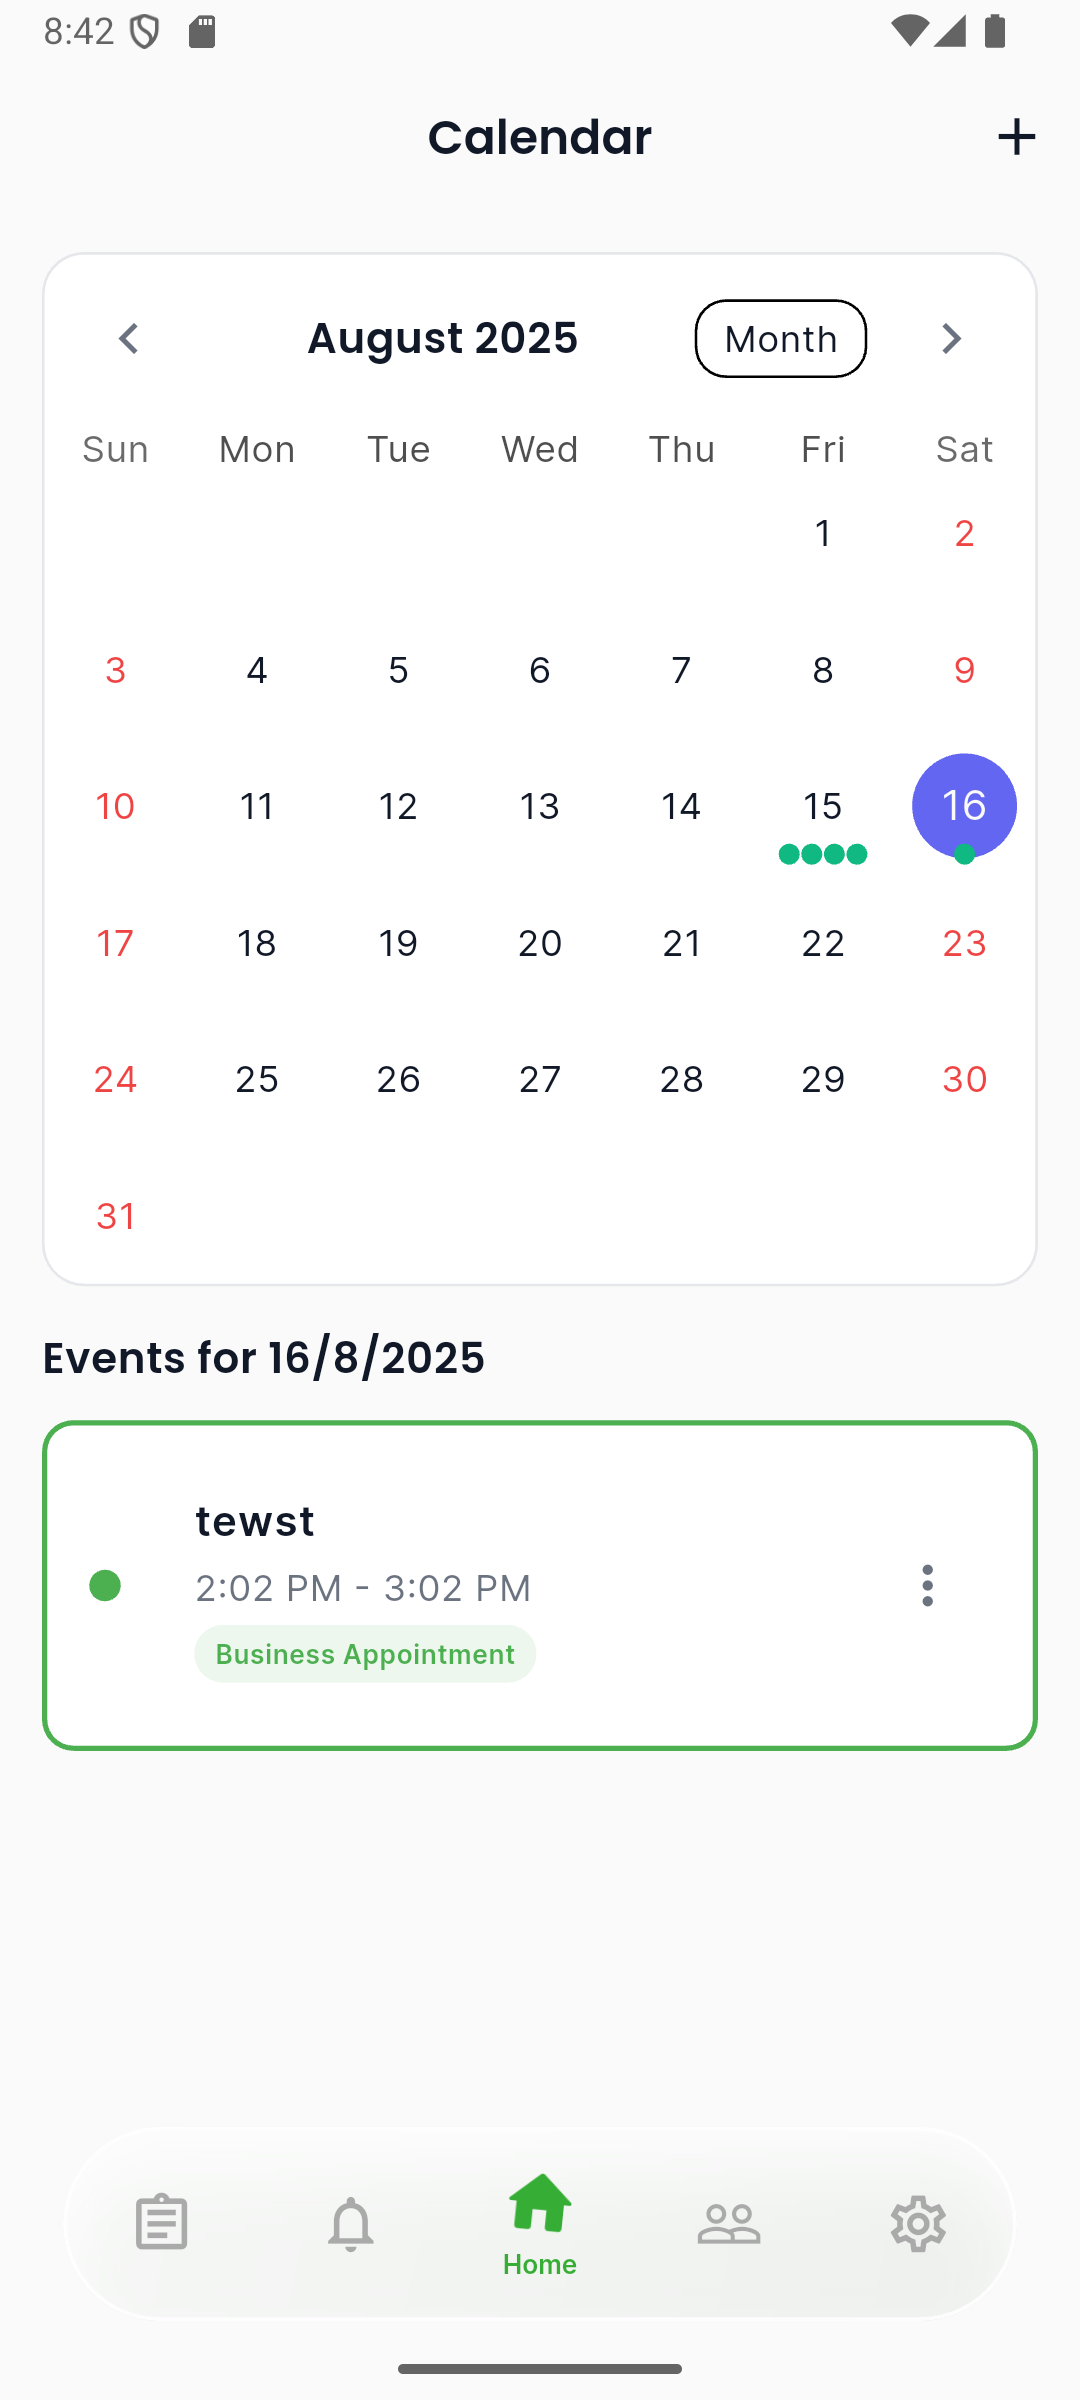 8:42
Calendar
August 2025 Month
Sun Mon Tue Wed Thu Fri Sat
1 2
3 4 5 6 7 8 9
10 11 12 13 14 15 16
17 18 19 20 21 22 23
24 25 26 27 28 29 30
31
Events for 16/8/2025
tewst
2:02 PM - 3:02 PM
Business Appointment
Home